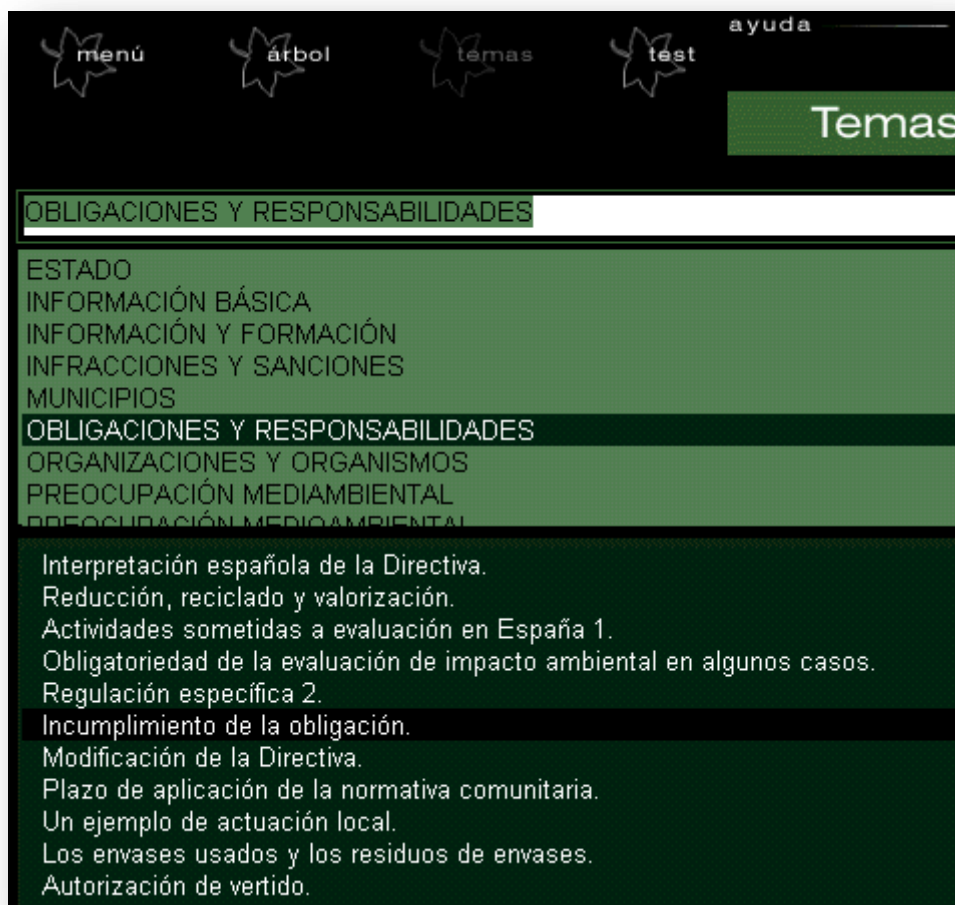 menú
árbol
temas
test
ayuda
Temas
OBLIGACIONES Y RESPONSABILIDADES
ESTADO
INFORMACIÓN BÁSICA
INFORMACIÓN Y FORMACIÓN
INFRACCIONES Y SANCIONES
MUNICIPIOS
OBLIGACIONES Y RESPONSABILIDADES
ORGANIZACIONES Y ORGANISMOS
PREOCUPACIÓN MEDIAMBIENTAL
PREOCUPACIÓN MEDIOAMBIENTAL
Interpretación española de la Directiva.
Reducción, reciclado y valorización.
Actividades sometidas a evaluación en España 1.
Obligatoriedad de la evaluación de impacto ambiental en algunos casos.
Regulación específica 2.
Incumplimiento de la obligación.
Modificación de la Directiva.
Plazo de aplicación de la normativa comunitaria.
Un ejemplo de actuación local.
Los envases usados y los residuos de envases.
Autorización de vertido.